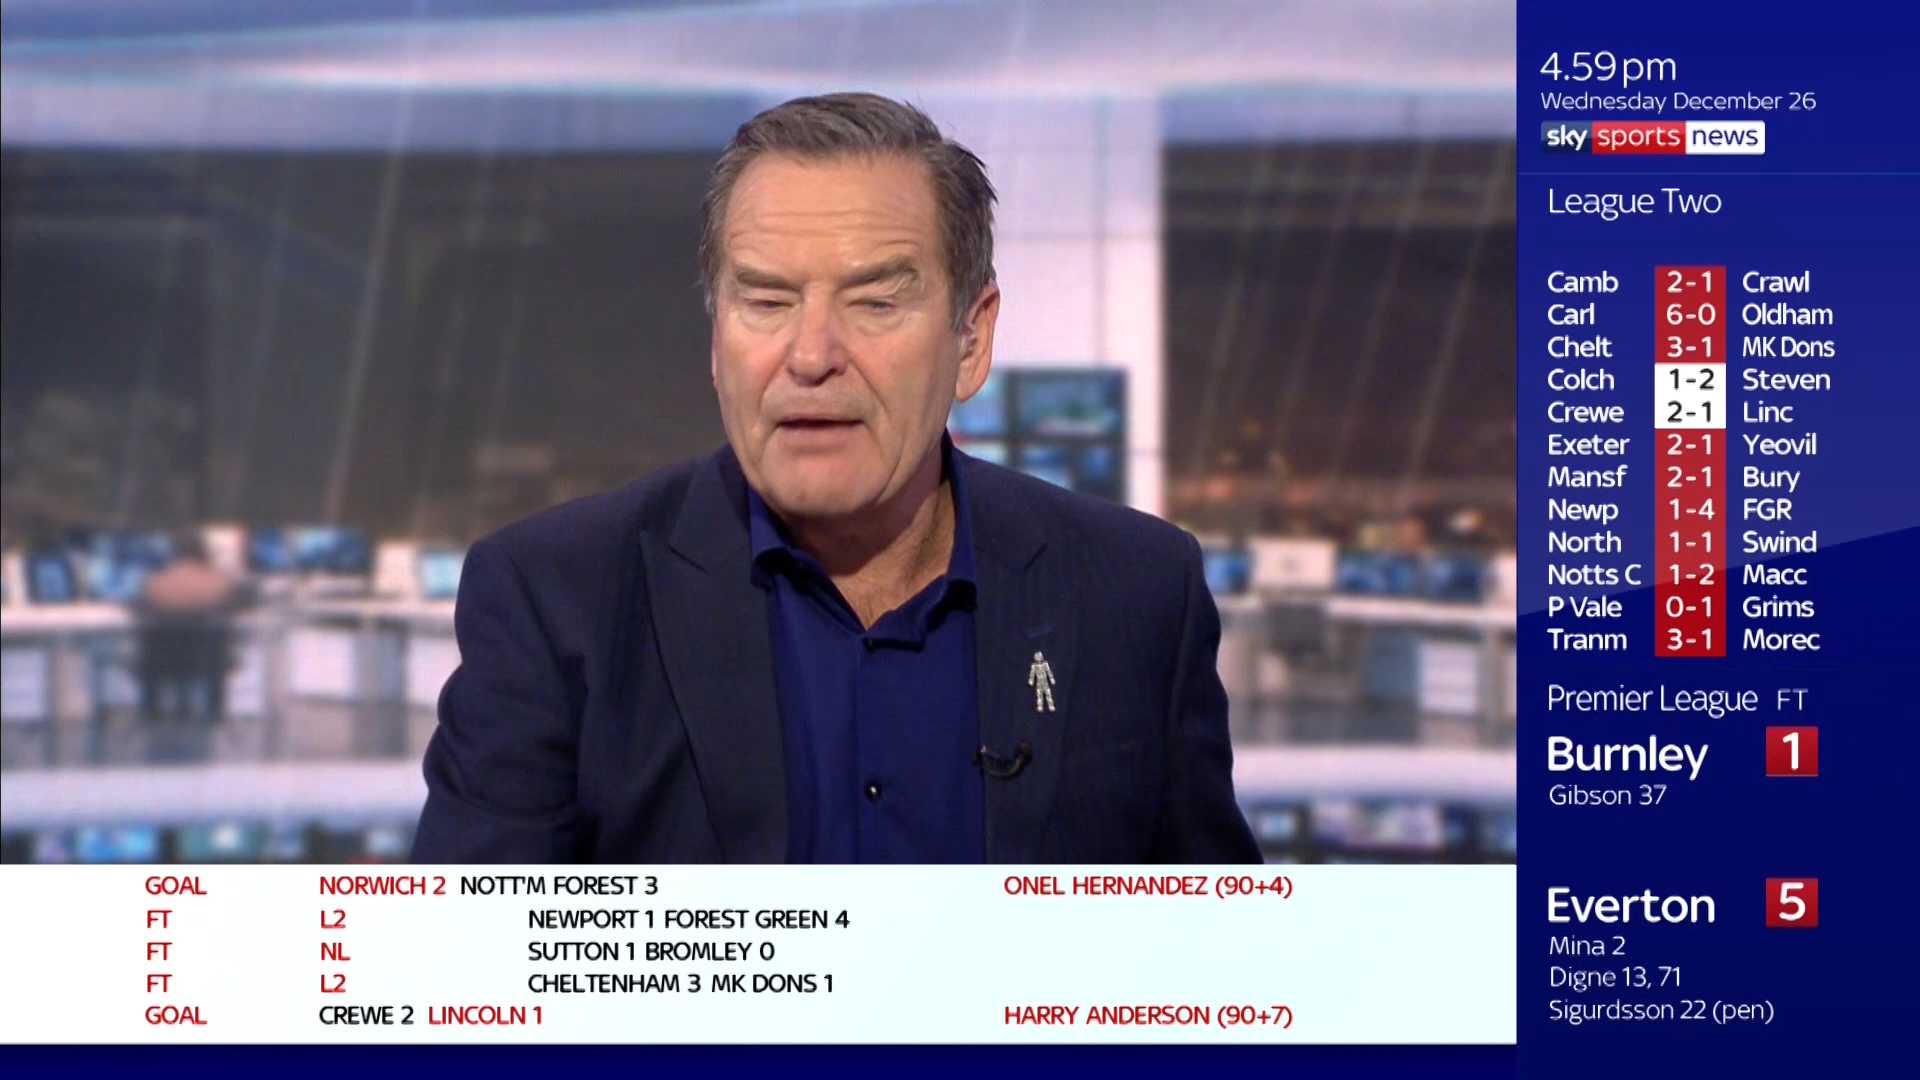 4.59pm
Wednesday December 26
sky sports news
League Two
Camb 2-1 Crawl
Carl 6-0 Oldham
Chelt 3-1 MK Dons
Colch 1-2 Steven
Crewe 2-1 Linc
Exeter 2-1 Yeovil
Mansf 2-1 Bury
Newp 1-4 FGR
North 1-1 Swind
Notts C 1-2 Macc
P Vale 0-1 Grims
Tranm 3-1 Morec
Premier League FT
Burnley 1
Gibson 37
Everton 5
Mina 2
Digne 13, 71
Sigurdsson 22 (pen)
GOAL NORWICH 2 NOTT'M FOREST 3 ONEL HERNANDEZ (90+4)
FT L2 NEWPORT 1 FOREST GREEN 4
FT NL SUTTON 1 BROMLEY 0
FT L2 CHELTENHAM 3 MK DONS 1
GOAL CREWE 2 LINCOLN 1 HARRY ANDERSON (90+7)